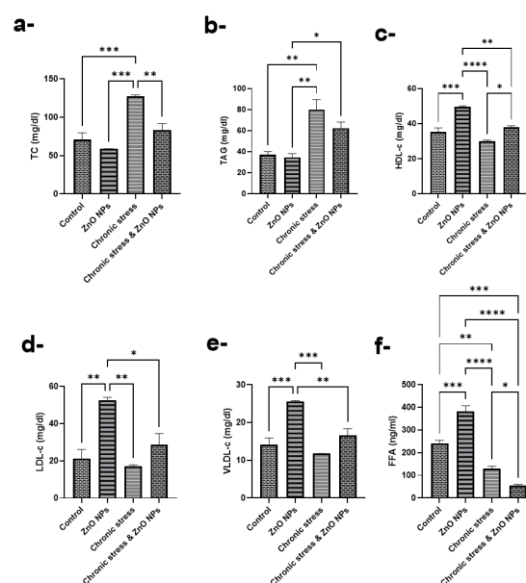 a-
***
***
**
TC (mg/dl)
150
100
50
0
Control
ZnO NPs
Chronic stress
Chronic stress & ZnO NPs
b-
*
**
**
TAG (mg/dl)
100
80
60
40
20
0
Control
ZnO NPs
Chronic stress
Chronic stress & ZnO NPs
c-
**
****
***
*
HDL-c (mg/dl)
60
40
20
0
Control
ZnO NPs
Chronic stress
Chronic stress & ZnO NPs
d-
*
**
**
LDL-c (mg/dl)
60
40
20
0
Control
ZnO NPs
Chronic stress
Chronic stress & ZnO NPs
e-
***
***
**
VLDL-c (mg/dl)
30
20
10
0
Control
ZnO NPs
Chronic stress
Chronic stress & ZnO NPs
f-
***
****
**
****
***
*
FFA (ng/ml)
500
400
300
200
100
0
Control
ZnO NPs
Chronic stress
Chronic stress & ZnO NPs